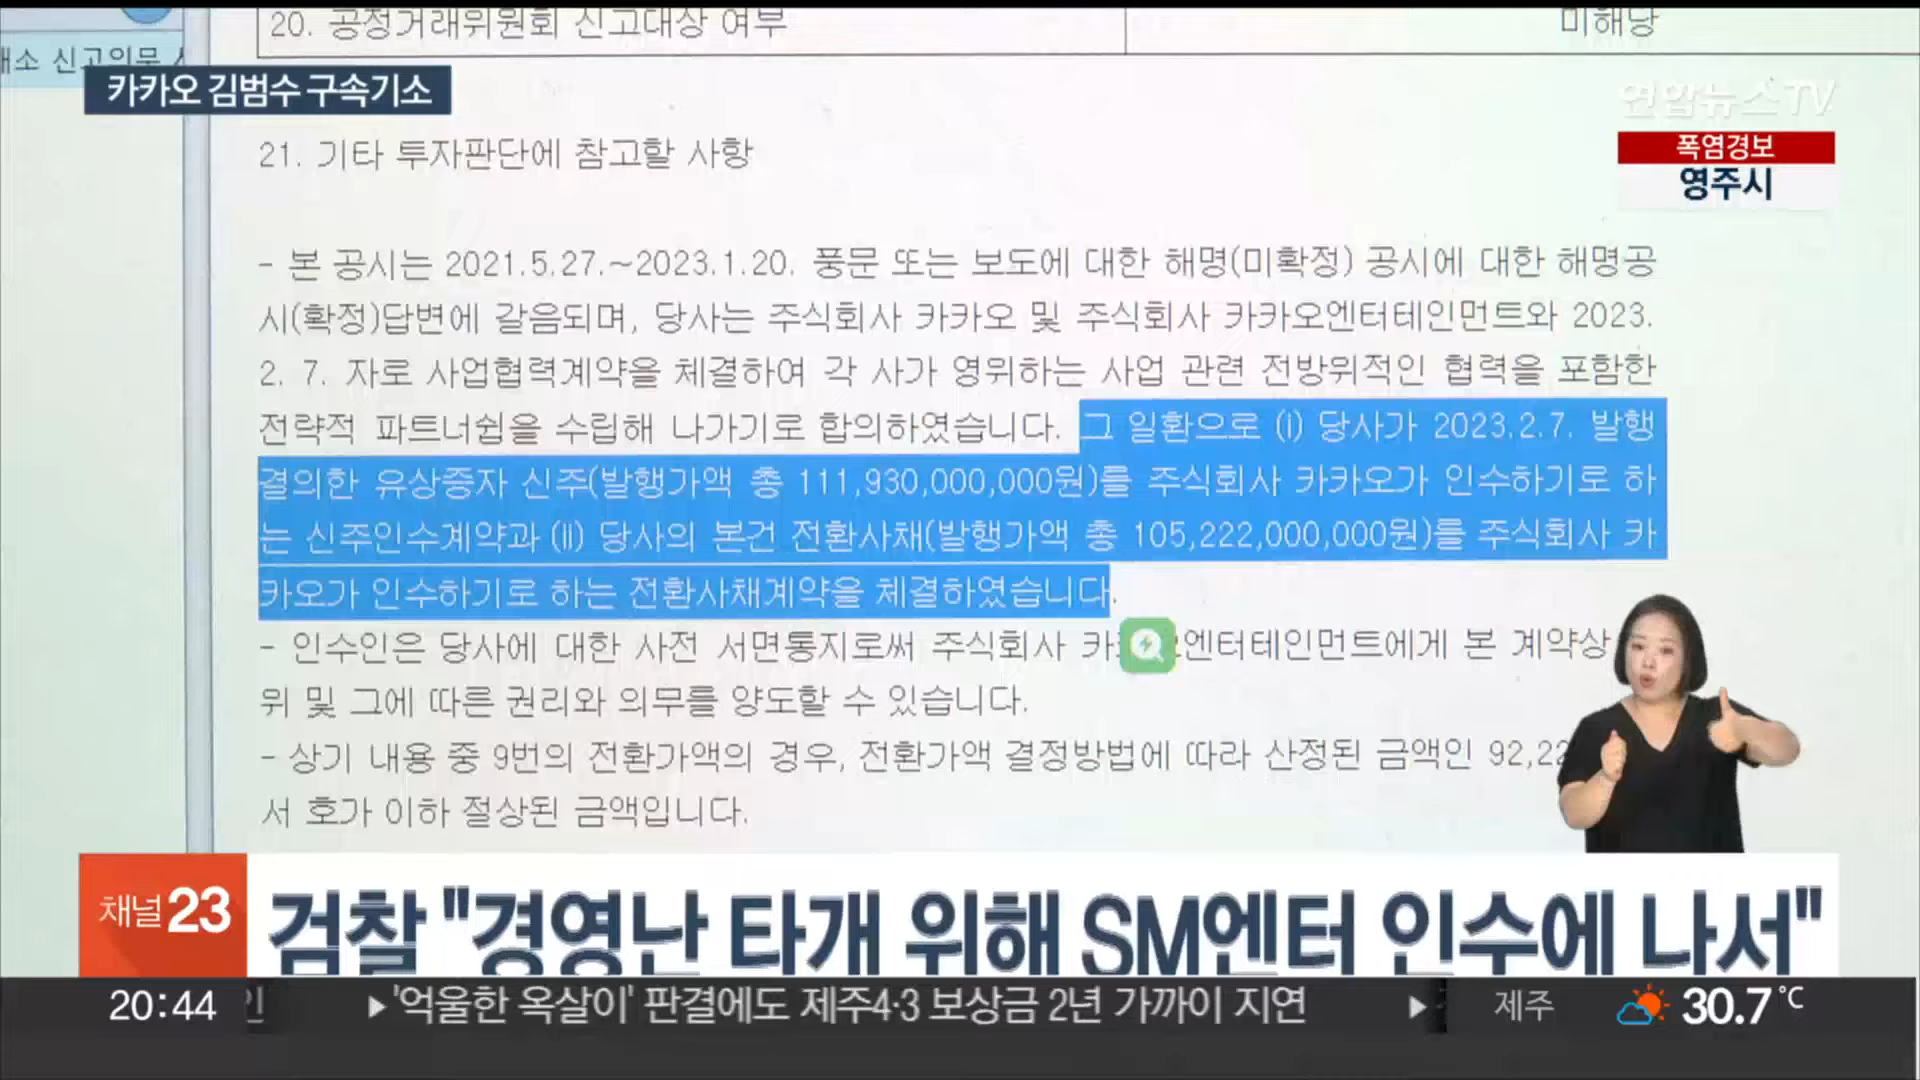 20. 공정거래위원회 신고대상 여부
미해당
신고의무
카카오 김범수 구속기소
연합뉴스TV
폭염경보
영주시
21. 기타 투자판단에 참고할 사항
- 본 공시는 2021.5.27.~2023.1.20. 풍문 또는 보도에 대한 해명(미확정) 공시에 대한 해명공
시(확정)답변에 갈음되며, 당사는 주식회사 카카오 및 주식회사 카카오엔터테인먼트와 2023.
2. 7. 자로 사업협력계약을 체결하여 각 사가 영위하는 사업 관련 전방위적인 협력을 포함한
전략적 파트너쉽을 수립해 나가기로 합의하였습니다. 그 일환으로 (i) 당사가 2023.2.7. 발행
결의한 유상증자 신주(발행가액 총 111,930,000,000원)를 주식회사 카카오가 인수하기로 하
는 신주인수계약과 (ii) 당사의 본건 전환사채(발행가액 총 105,222,000,000원)를 주식회사 카
카오가 인수하기로 하는 전환사채계약을 체결하였습니다.
- 인수인은 당사에 대한 사전 서면통지로써 주식회사 카 엔터테인먼트에게 본 계약상
위 및 그에 따른 권리와 의무를 양도할 수 있습니다.
- 상기 내용 중 9번의 전환가액의 경우, 전환가액 결정방법에 따라 산정된 금액인 92,22
서 호가 이하 절상된 금액입니다.
채널 23
검찰 "경영난 타개 위해 SM엔터 인수에 나서"
20:44 인 ▶'억울한 옥살이' 판결에도 제주4·3 보상금 2년 가까이 지연 ▶ 제주 30.7℃